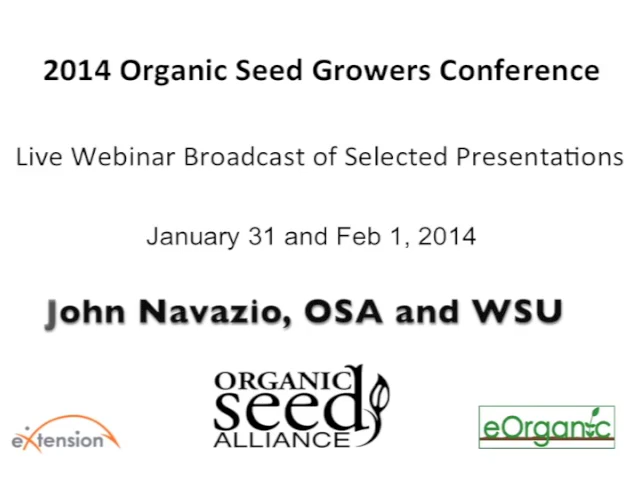 2014 Organic Seed Growers Conference
Live Webinar Broadcast of Selected Presentations
January 31 and Feb 1, 2014
John Navazio, OSA and WSU
ORGANIC
seed
ALLIANCE
eXtension
eOrganic